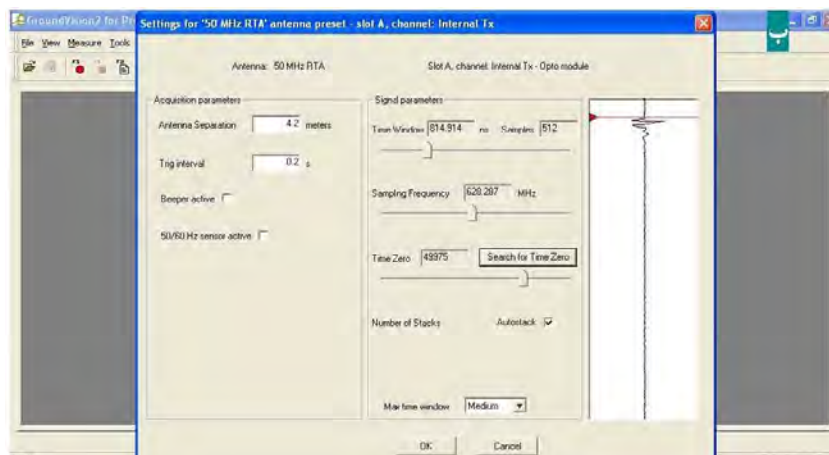 GroundVision2 for Pr
Settings for '50 MHz RTA' antenna preset - slot A, channel: Internal Tx
پ
File View Measure Tools
Antenna: 50 MHz RTA
Slot A, channel: Internal Tx - Opto module
Acquisition parameters
Signal parameters
Antenna Separation 4.2 meters
Time Window 814.914 ns Samples 512
Trig interval 0.2 s
Beeper active
Sampling Frequency 628.287 MHz
50/60 Hz sensor active
Time Zero 49975 Search for Time Zero
Number of Stacks Autostack
Max time window Medium
OK Cancel